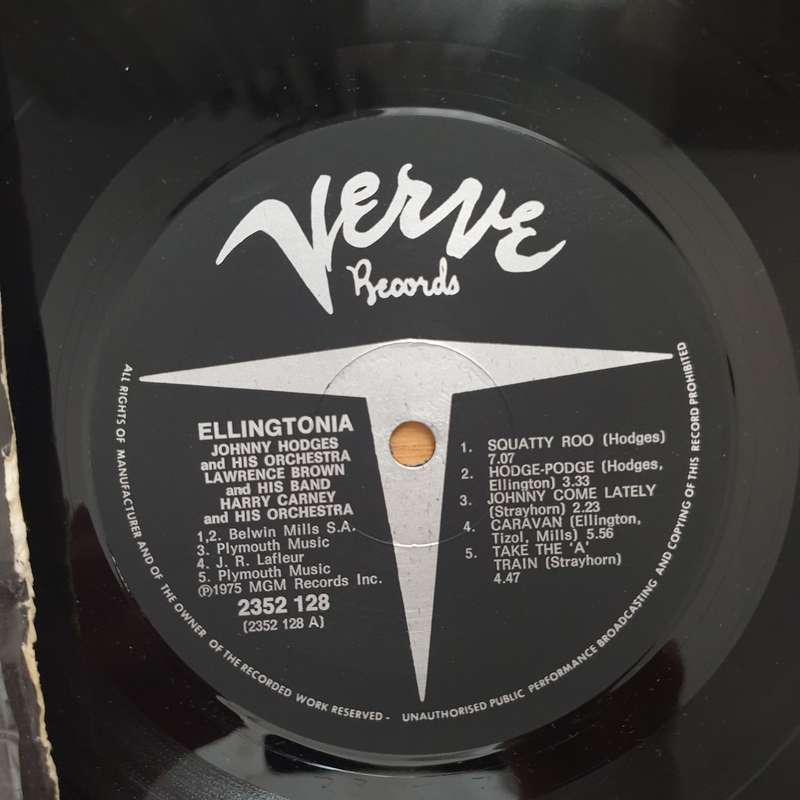 Verve
Records
ELLINGTONIA
JOHNNY HODGES
and HIS ORCHESTRA
LAWRENCE BROWN
and HIS BAND
HARRY CARNEY
and HIS ORCHESTRA
1,2. Belwin Mills S.A.
3. Plymouth Music
4. J. R. Lafleur
5. Plymouth Music
Ⓟ1975 MGM Records Inc.
2352 128
(2352 128 A)
1. SQUATTY ROO (Hodges)
7.07
2. HODGE-PODGE (Hodges,
Ellington) 3.33
3. JOHNNY COME LATELY
(Strayhorn) 2.23
4. CARAVAN (Ellington,
Tizol, Mills) 5.56
5. TAKE THE 'A'
TRAIN (Strayhorn)
4.47
ALL RIGHTS OF MANUFACTURER AND OF THE OWNER OF THE RECORDED WORK RESERVED - UNAUTHORISED PUBLIC PERFORMANCE BROADCASTING AND COPYING OF THIS RECORD PROHIBITED